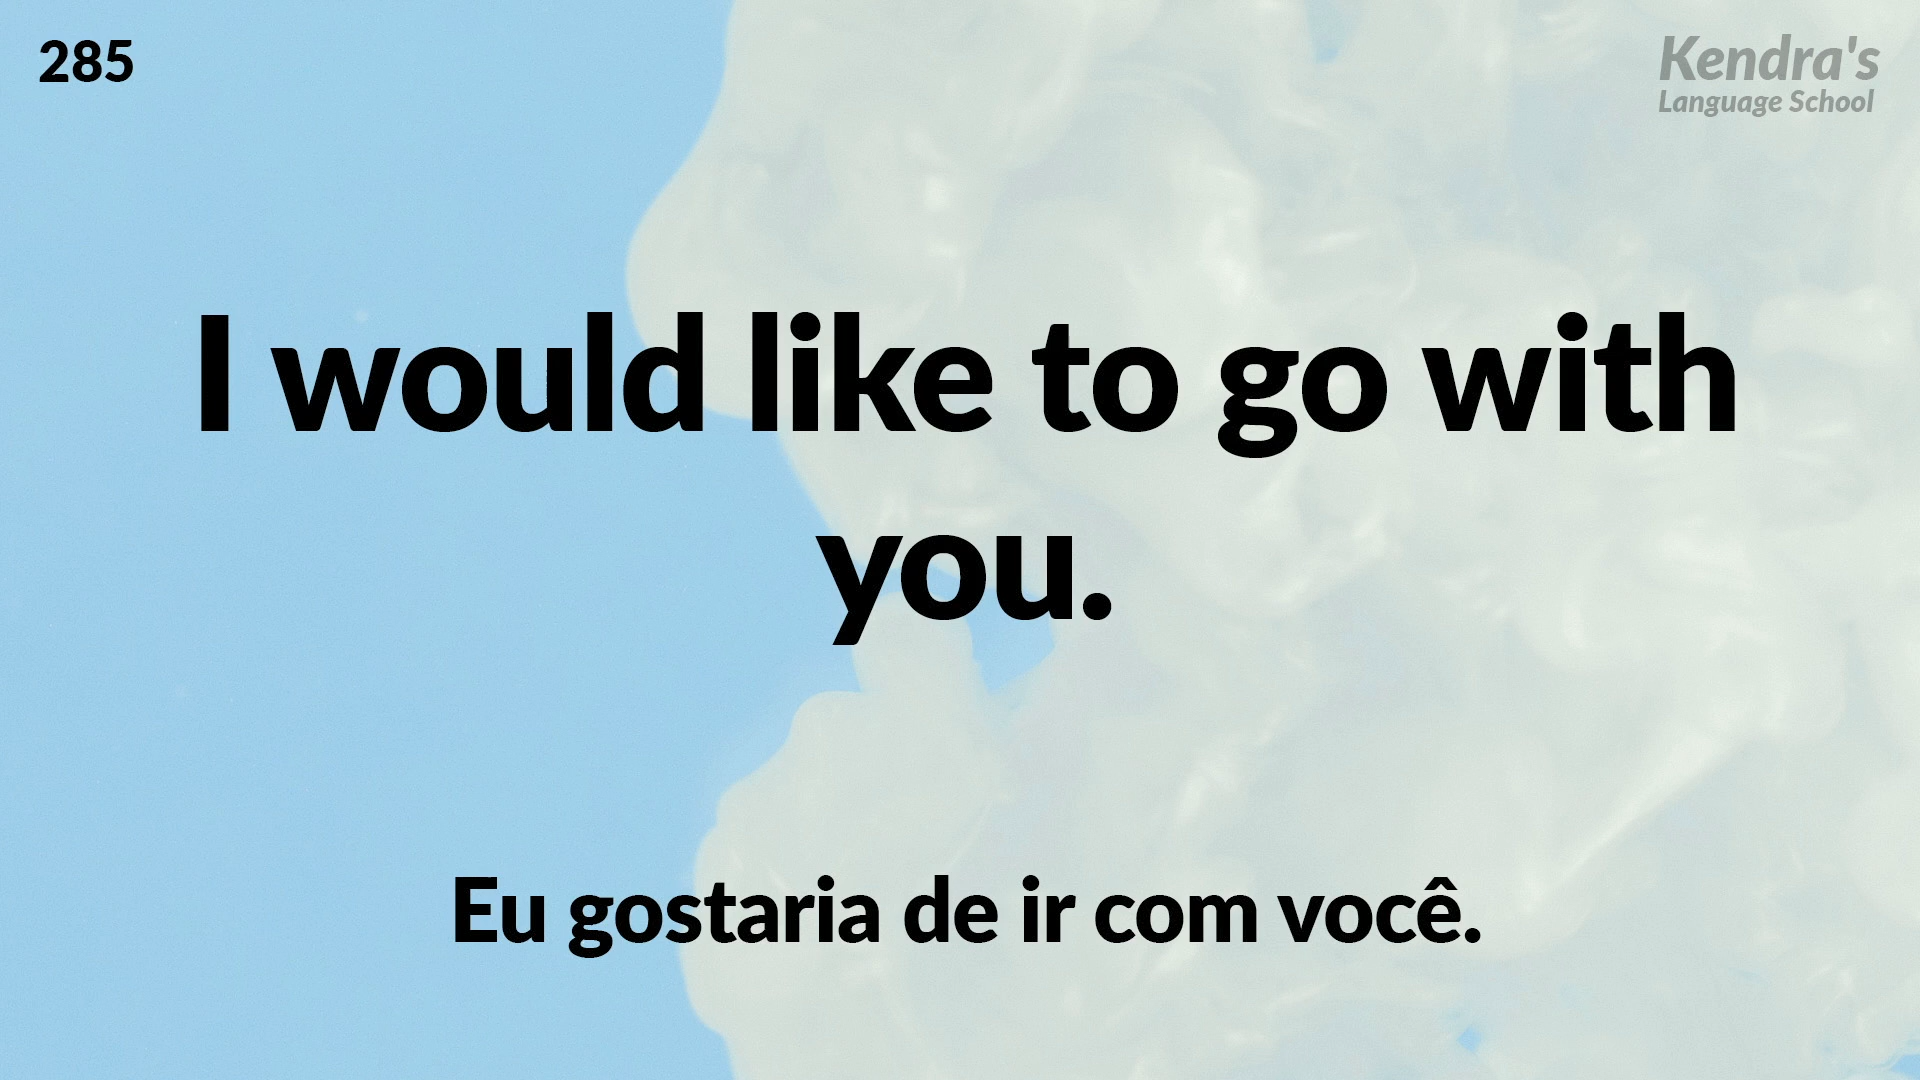 285
Kendra's
Language School
I would like to go with
you.
Eu gostaria de ir com você.